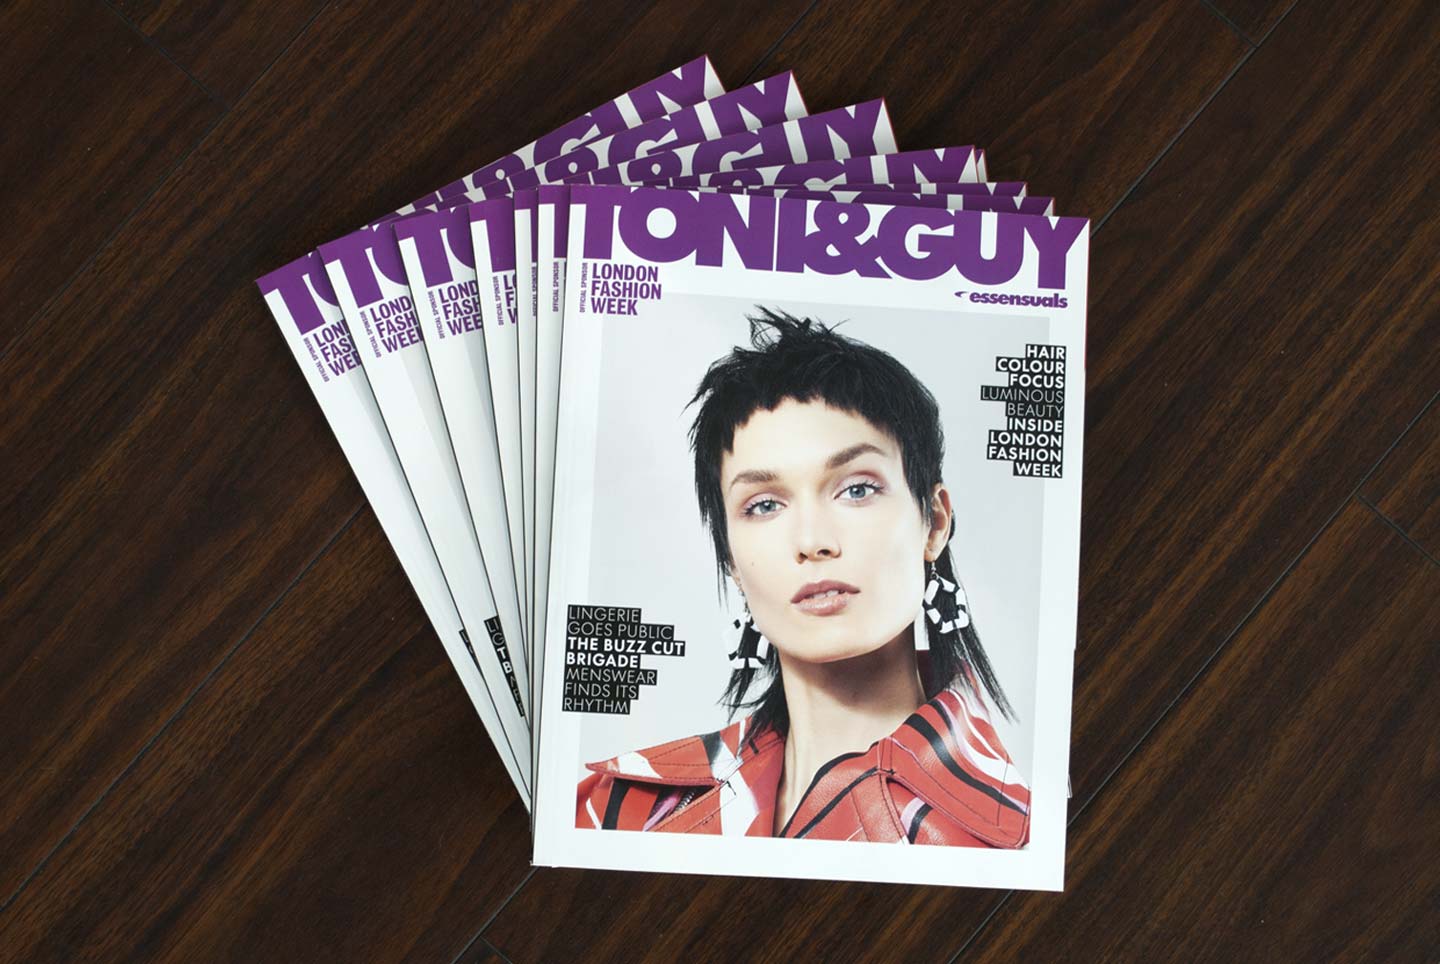 TONI&GUY
essensuals
OFFICIAL SPONSOR
LONDON
FASHION
WEEK
HAIR
COLOUR
FOCUS
LUMINOUS
BEAUTY
INSIDE
LONDON
FASHION
WEEK
LINGERIE
GOES PUBLIC
THE BUZZ CUT
BRIGADE
MENSWEAR
FINDS ITS
RHYTHM